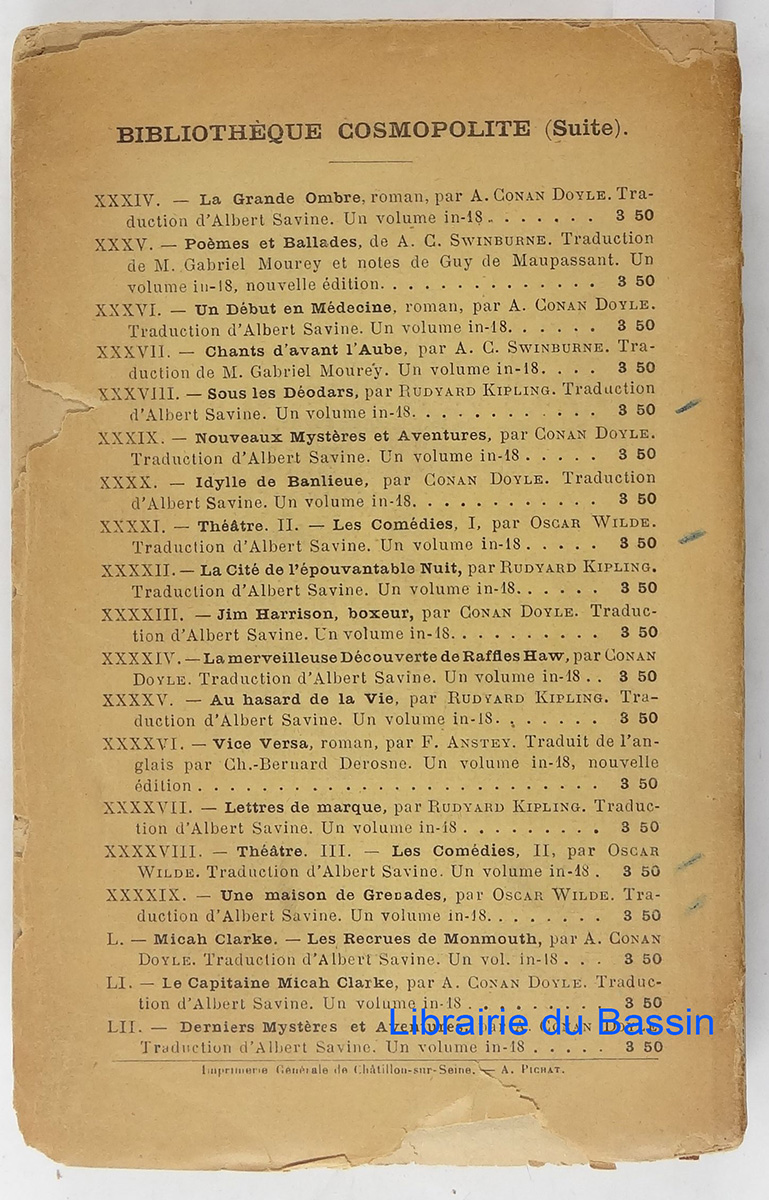 BIBLIOTHÈQUE COSMOPOLITE (Suite).
XXXIV. — La Grande Ombre, roman, par A. CONAN DOYLE. Tra-
duction d'Albert Savine. Un volume in-18 . . . . . . . 3 50
XXXV. — Poèmes et Ballades, de A. C. SWINBURNE. Traduction
de M. Gabriel Mourey et notes de Guy de Maupassant. Un
volume in-18, nouvelle édition. . . . . . . . . . . . . . 3 50
XXXVI. — Un Début en Médecine, roman, par A. CONAN DOYLE.
Traduction d'Albert Savine. Un volume in-18. . . . . . 3 50
XXXVII. — Chants d'avant l'Aube, par A. C. SWINBURNE. Tra-
duction de M. Gabriel Mourey. Un volume in-18. . . . 3 50
XXXVIII. — Sous les Déodars, par RUDYARD KIPLING. Traduction
d'Albert Savine. Un volume in-18. . . . . . . . . . . . 3 50
XXXIX. — Nouveaux Mystères et Aventures, par CONAN DOYLE.
Traduction d'Albert Savine. Un volume in-18 . . . . . 3 50
XXXX. — Idylle de Banlieue, par CONAN DOYLE. Traduction
d'Albert Savine. Un volume in-18. . . . . . . . . . . . 3 50
XXXXI. — Théâtre. II. — Les Comédies, I, par OSCAR WILDE.
Traduction d'Albert Savine. Un volume in-18 . . . . . 3 50
XXXXII. — La Cité de l'épouvantable Nuit, par RUDYARD KIPLING.
Traduction d'Albert Savine. Un volume in-18. . . . . . 3 50
XXXXIII. — Jim Harrison, boxeur, par CONAN DOYLE. Traduc-
tion d'Albert Savine. Un volume in-18. . . . . . . . . . 3 50
XXXXIV. — La merveilleuse Découverte de Raffles Haw, par CONAN
DOYLE. Traduction d'Albert Savine. Un volume in-18 . . 3 50
XXXXV. — Au hasard de la Vie, par RUDYARD KIPLING. Tra-
duction d'Albert Savine. Un volume in-18. . . . . . . 3 50
XXXXVI. — Vice Versa, roman, par F. ANSTEY. Traduit de l'an-
glais par Ch.-Bernard Derosne. Un volume in-18, nouvelle
édition . . . . . . . . . . . . . . . . . . . . . . . . . . 3 50
XXXXVII. — Lettres de marque, par RUDYARD KIPLING. Traduc-
tion d'Albert Savine. Un volume in-18 . . . . . . . . . 3 50
XXXXVIII. — Théâtre. III. — Les Comédies, II, par OSCAR
WILDE. Traduction d'Albert Savine. Un volume in-18 . 3 50
XXXXIX. — Une maison de Grenades, par OSCAR WILDE. Tra-
duction d'Albert Savine. Un volume in-18. . . . . . . . 3 50
L. — Micah Clarke. — Les Recrues de Monmouth, par A. CONAN
DOYLE. Traduction d'Albert Savine. Un vol. in-18 . . . 3 50
LI. — Le Capitaine Micah Clarke, par A. CONAN DOYLE. Traduc-
tion d'Albert Savine. Un volume in-18 . . . . . . . . . 3 50
LII. — Derniers Mystères et Aventures, par A. CONAN DOYLE.
Librairie du Bassin
Traduction d'Albert Savine. Un volume in-18 . . . . . 3 50
Imprimerie Générale de Châtillon-sur-Seine. — A. PICHAT.